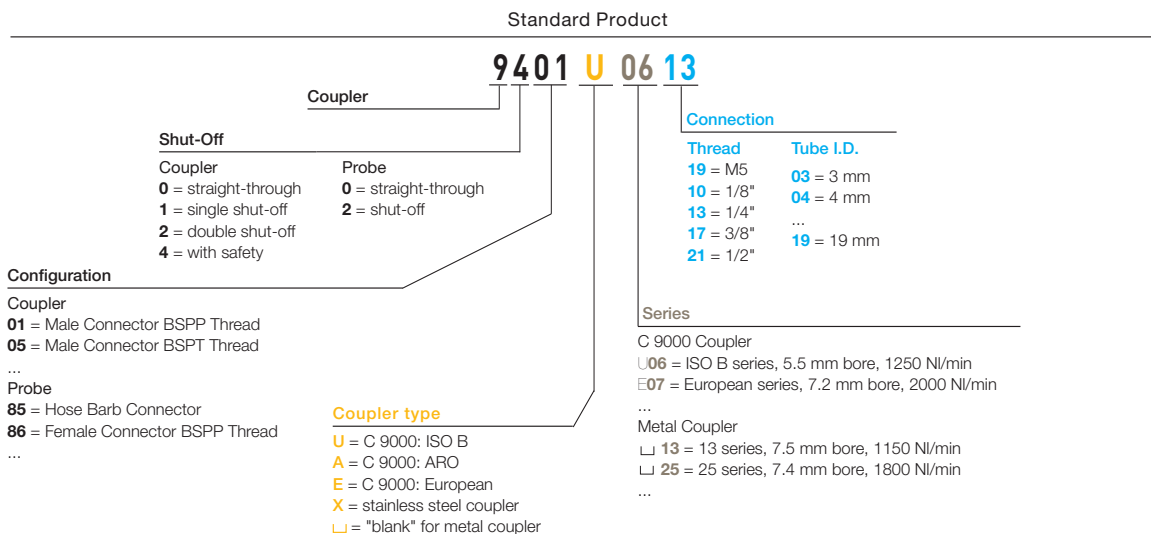 Standard Product
9401 U 06 13
Coupler
Shut-Off
Coupler
0 = straight-through
1 = single shut-off
2 = double shut-off
4 = with safety
Probe
0 = straight-through
2 = shut-off
Connection
Thread
19 = M5
10 = 1/8"
13 = 1/4"
17 = 3/8"
21 = 1/2"
Tube I.D.
03 = 3 mm
04 = 4 mm
...
19 = 19 mm
Configuration
Coupler
01 = Male Connector BSPP Thread
05 = Male Connector BSPT Thread
...
Probe
85 = Hose Barb Connector
86 = Female Connector BSPP Thread
...
Coupler type
U = C 9000: ISO B
A = C 9000: ARO
E = C 9000: European
X = stainless steel coupler
⌴ = "blank" for metal coupler
Series
C 9000 Coupler
U06 = ISO B series, 5.5 mm bore, 1250 Nl/min
E07 = European series, 7.2 mm bore, 2000 Nl/min
...
Metal Coupler
⌴ 13 = 13 series, 7.5 mm bore, 1150 Nl/min
⌴ 25 = 25 series, 7.4 mm bore, 1800 Nl/min
...